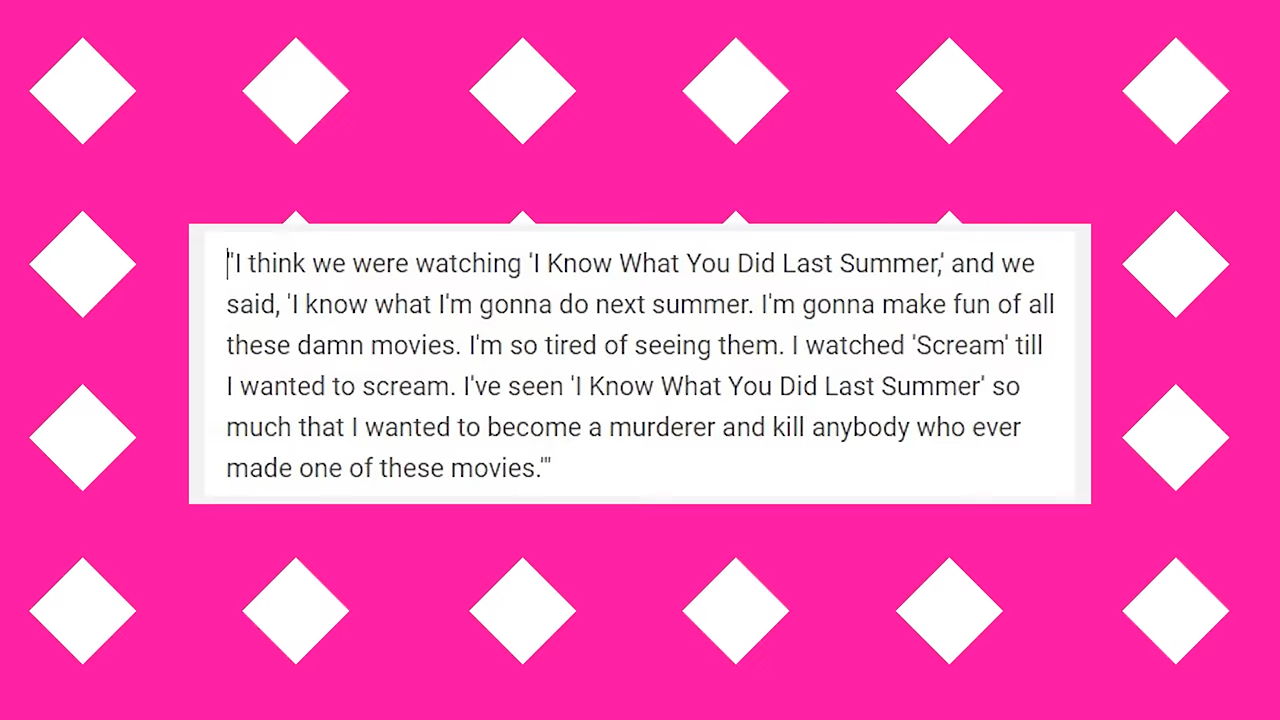 "I think we were watching 'I Know What You Did Last Summer,' and we
said, 'I know what I'm gonna do next summer. I'm gonna make fun of all
these damn movies. I'm so tired of seeing them. I watched 'Scream' till
I wanted to scream. I've seen 'I Know What You Did Last Summer' so
much that I wanted to become a murderer and kill anybody who ever
made one of these movies.'"